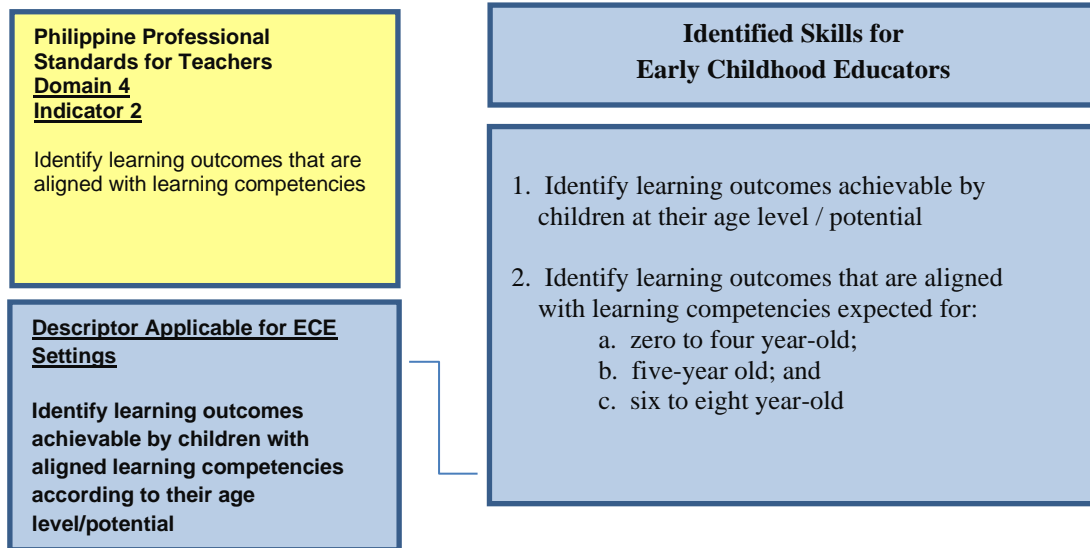 Philippine Professional
Standards for Teachers
Domain 4
Indicator 2
Identify learning outcomes that are
aligned with learning competencies
Descriptor Applicable for ECE
Settings
Identify learning outcomes
achievable by children with
aligned learning competencies
according to their age
level/potential
Identified Skills for
Early Childhood Educators
1. Identify learning outcomes achievable by
children at their age level / potential
2. Identify learning outcomes that are aligned
with learning competencies expected for:
a. zero to four year-old;
b. five-year old; and
c. six to eight year-old